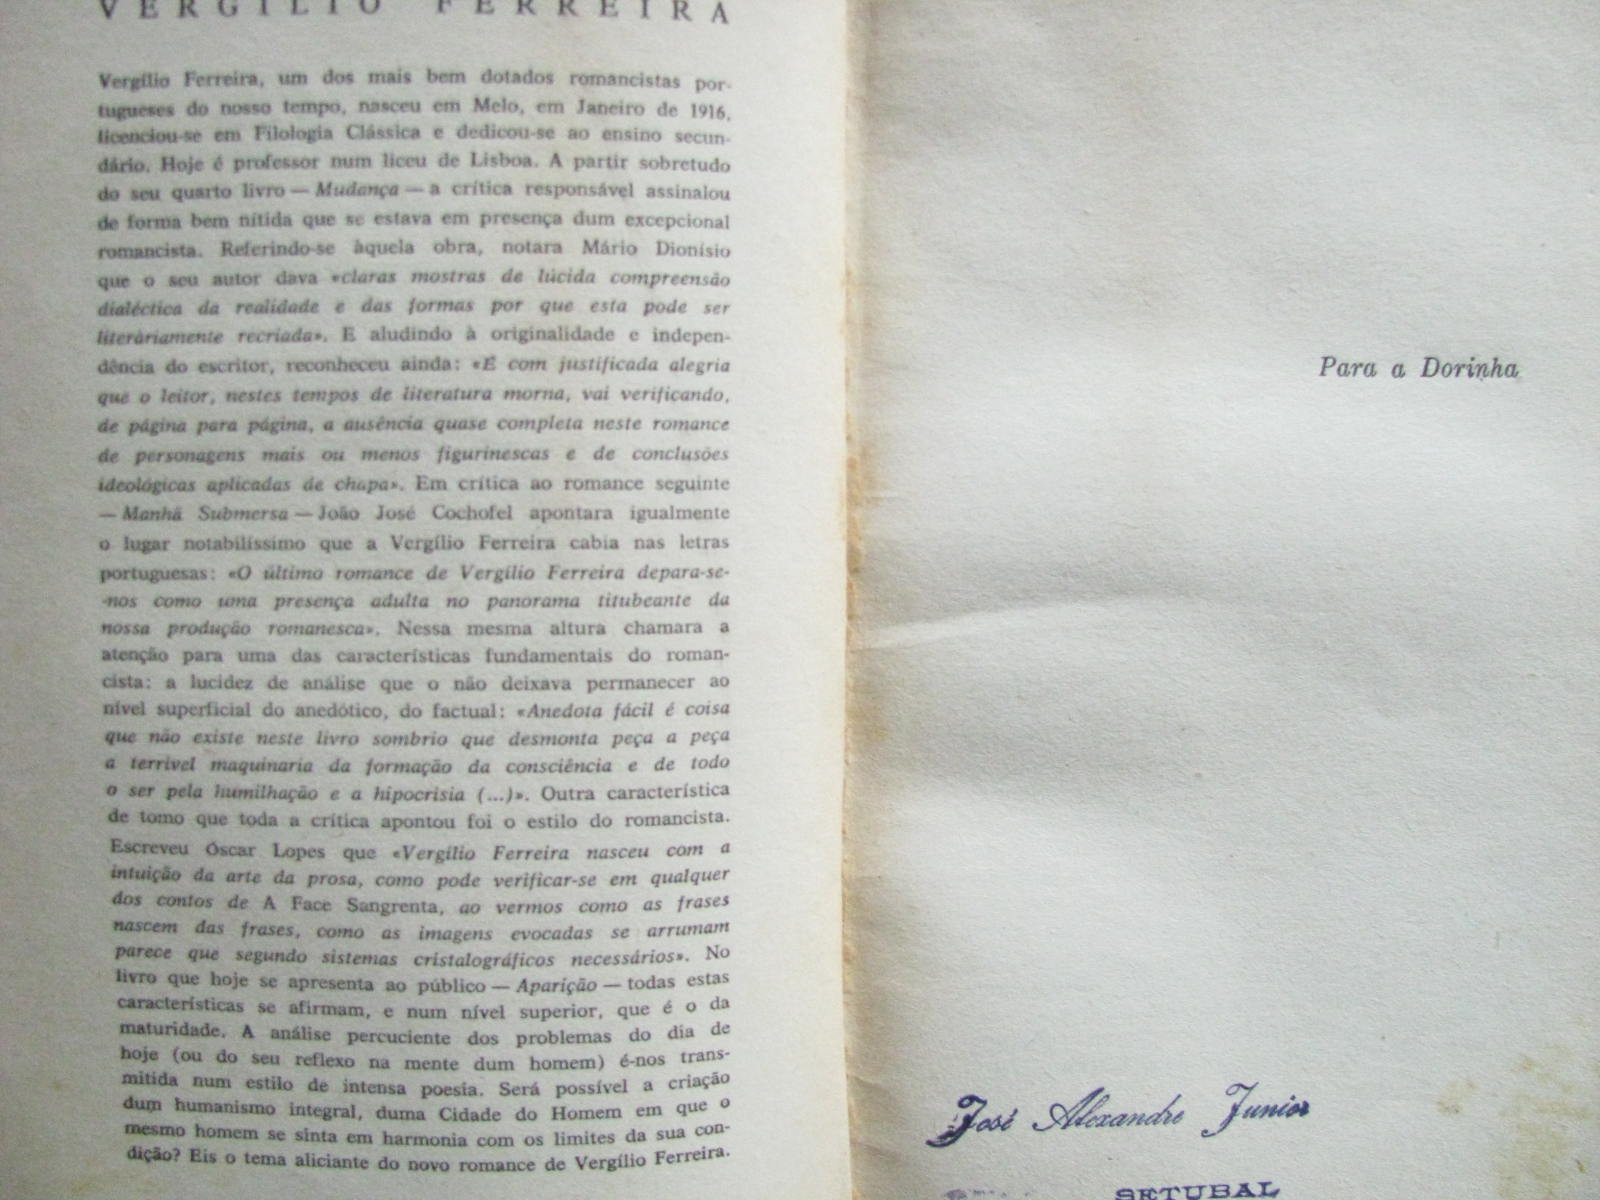 VERGÍLIO FERREIRA
Vergílio Ferreira, um dos mais bem dotados romancistas por-
tugueses do nosso tempo, nasceu em Melo, em Janeiro de 1916,
licenciou-se em Filologia Clássica e dedicou-se ao ensino secun-
dário. Hoje é professor num liceu de Lisboa. A partir sobretudo
do seu quarto livro — Mudança — a crítica responsável assinalou
de forma bem nítida que se estava em presença dum excepcional
romancista. Referindo-se àquela obra, notara Mário Dionísio
que o seu autor dava «claras mostras de lúcida compreensão
dialéctica da realidade e das formas por que esta pode ser
literàriamente recriada». E aludindo à originalidade e indepen-
dência do escritor, reconheceu ainda: «É com justificada alegria
que o leitor, nestes tempos de literatura morna, vai verificando,
de página para página, a ausência quase completa neste romance
de personagens mais ou menos figurinescas e de conclusões
ideológicas aplicadas de chapa». Em crítica ao romance seguinte
— Manhã Submersa — João José Cochofel apontara igualmente
o lugar notabilíssimo que a Vergílio Ferreira cabia nas letras
portuguesas: «O último romance de Vergílio Ferreira depara-se-
-nos como uma presença adulta no panorama titubeante da
nossa produção romanesca». Nessa mesma altura chamara a
atenção para uma das características fundamentais do roman-
cista: a lucidez de análise que o não deixava permanecer ao
nível superficial do anedótico, do factual: «Anedota fácil é coisa
que não existe neste livro sombrio que desmonta peça a peça
a terrível maquinaria da formação da consciência e de todo
o ser pela humilhação e a hipocrisia (...)». Outra característica
de tomo que toda a crítica apontou foi o estilo do romancista.
Escreveu Óscar Lopes que «Vergílio Ferreira nasceu com a
intuição da arte da prosa, como pode verificar-se em qualquer
dos contos de A Face Sangrenta, ao vermos como as frases
nascem das frases, como as imagens evocadas se arrumam
parece que segundo sistemas cristalográficos necessários». No
livro que hoje se apresenta ao público — Aparição — todas estas
características se afirmam, e num nível superior, que é o da
maturidade. A análise percuciente dos problemas do dia de
hoje (ou do seu reflexo na mente dum homem) é-nos trans-
mitida num estilo de intensa poesia. Será possível a criação
dum humanismo integral, duma Cidade do Homem em que o
mesmo homem se sinta em harmonia com os limites da sua con-
dição? Eis o tema aliciante do novo romance de Vergílio Ferreira.
Para a Dorinha
José Alexandre Junior
SETUBAL